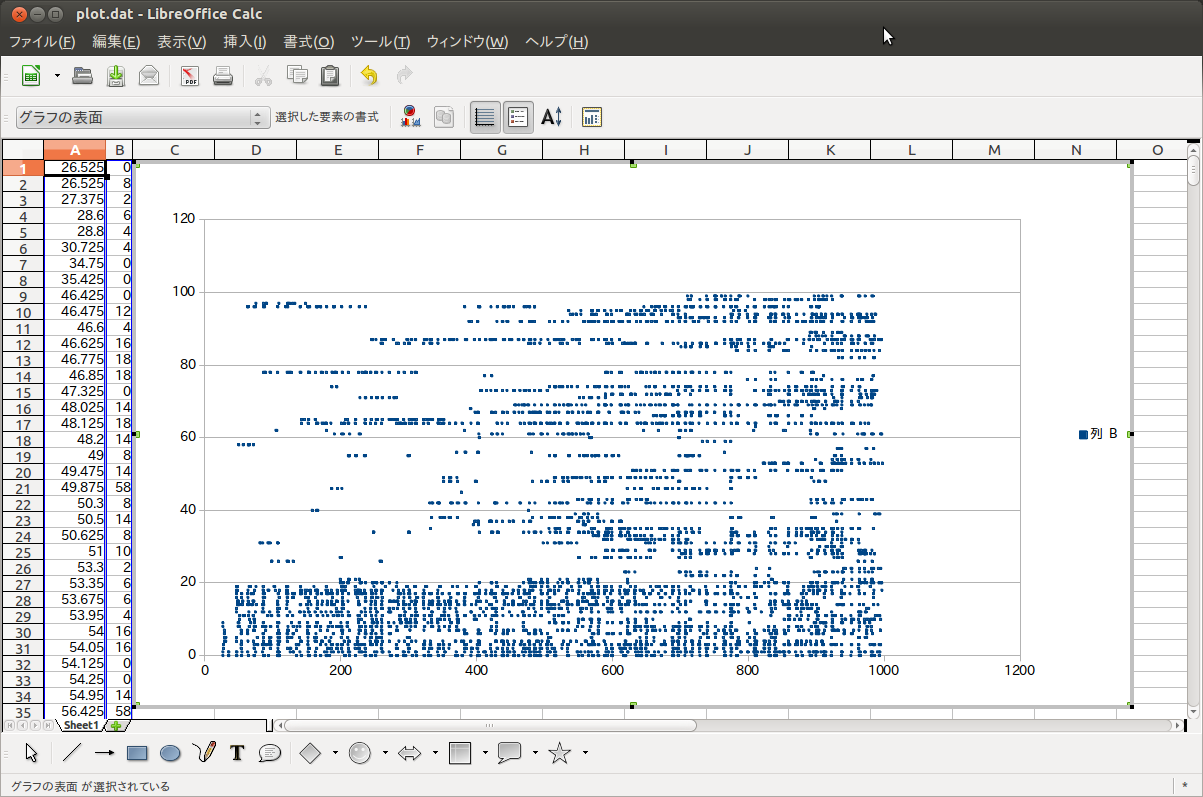 plot.dat - LibreOffice Calc
ファイル(F) 編集(E) 表示(V) 挿入(I) 書式(O) ツール(T) ウィンドウ(W) ヘルプ(H)
グラフの表面 選択した要素の書式
A B C D E F G H I J K L M N O
1 26.525 0
2 26.525 8
3 27.375 2
4 28.6 6
5 28.8 4
6 30.725 4
7 34.75 0
8 35.425 0
9 46.425 0
10 46.475 12
11 46.6 4
12 46.625 16
13 46.775 18
14 46.85 18
15 47.325 0
16 48.025 14
17 48.125 18
18 48.2 14
19 49 8
20 49.475 14
21 49.875 58
22 50.3 8
23 50.5 14
24 50.625 8
25 51 10
26 53.3 2
27 53.35 6
28 53.675 6
29 53.95 4
30 54 16
31 54.05 16
32 54.125 0
33 54.25 0
34 54.95 14
35 56.425 58
120
100
80
60
40
20
0
0 200 400 600 800 1000 1200
列 B
Sheet1
グラフの表面 が選択されている *